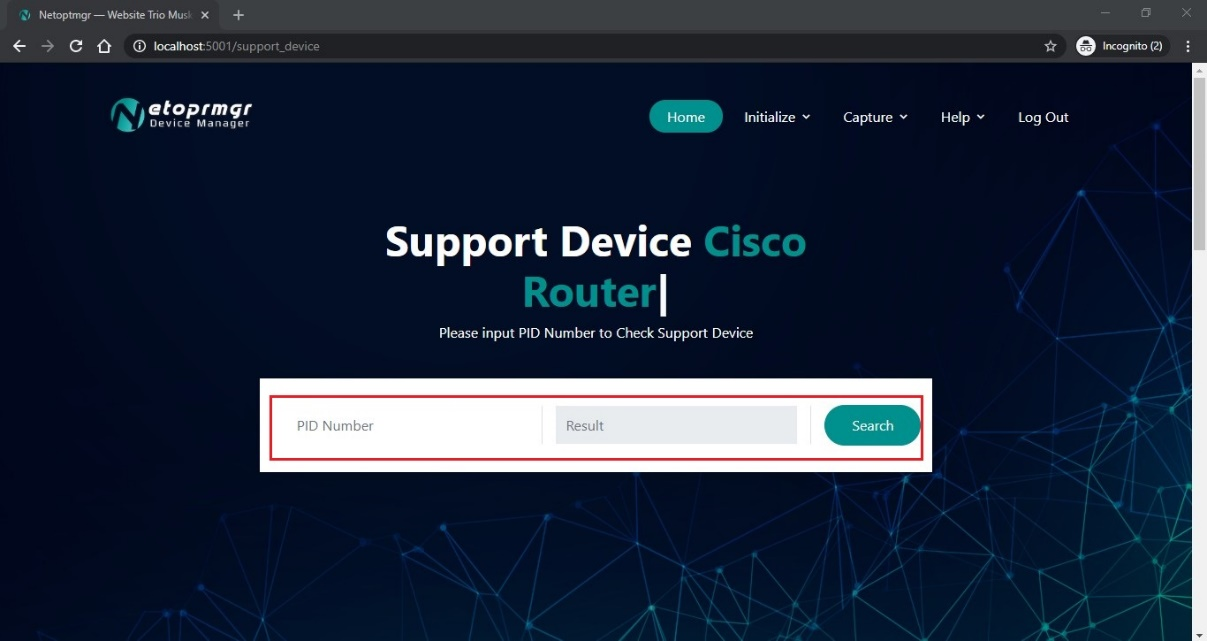 Netoptmgr — Website Trio Musk
localhost:5001/support_device
Incognito (2)
Netoprmgr
Device Manager
Home
Initialize
Capture
Help
Log Out
Support Device Cisco
Router
Please input PID Number to Check Support Device
PID Number
Result
Search